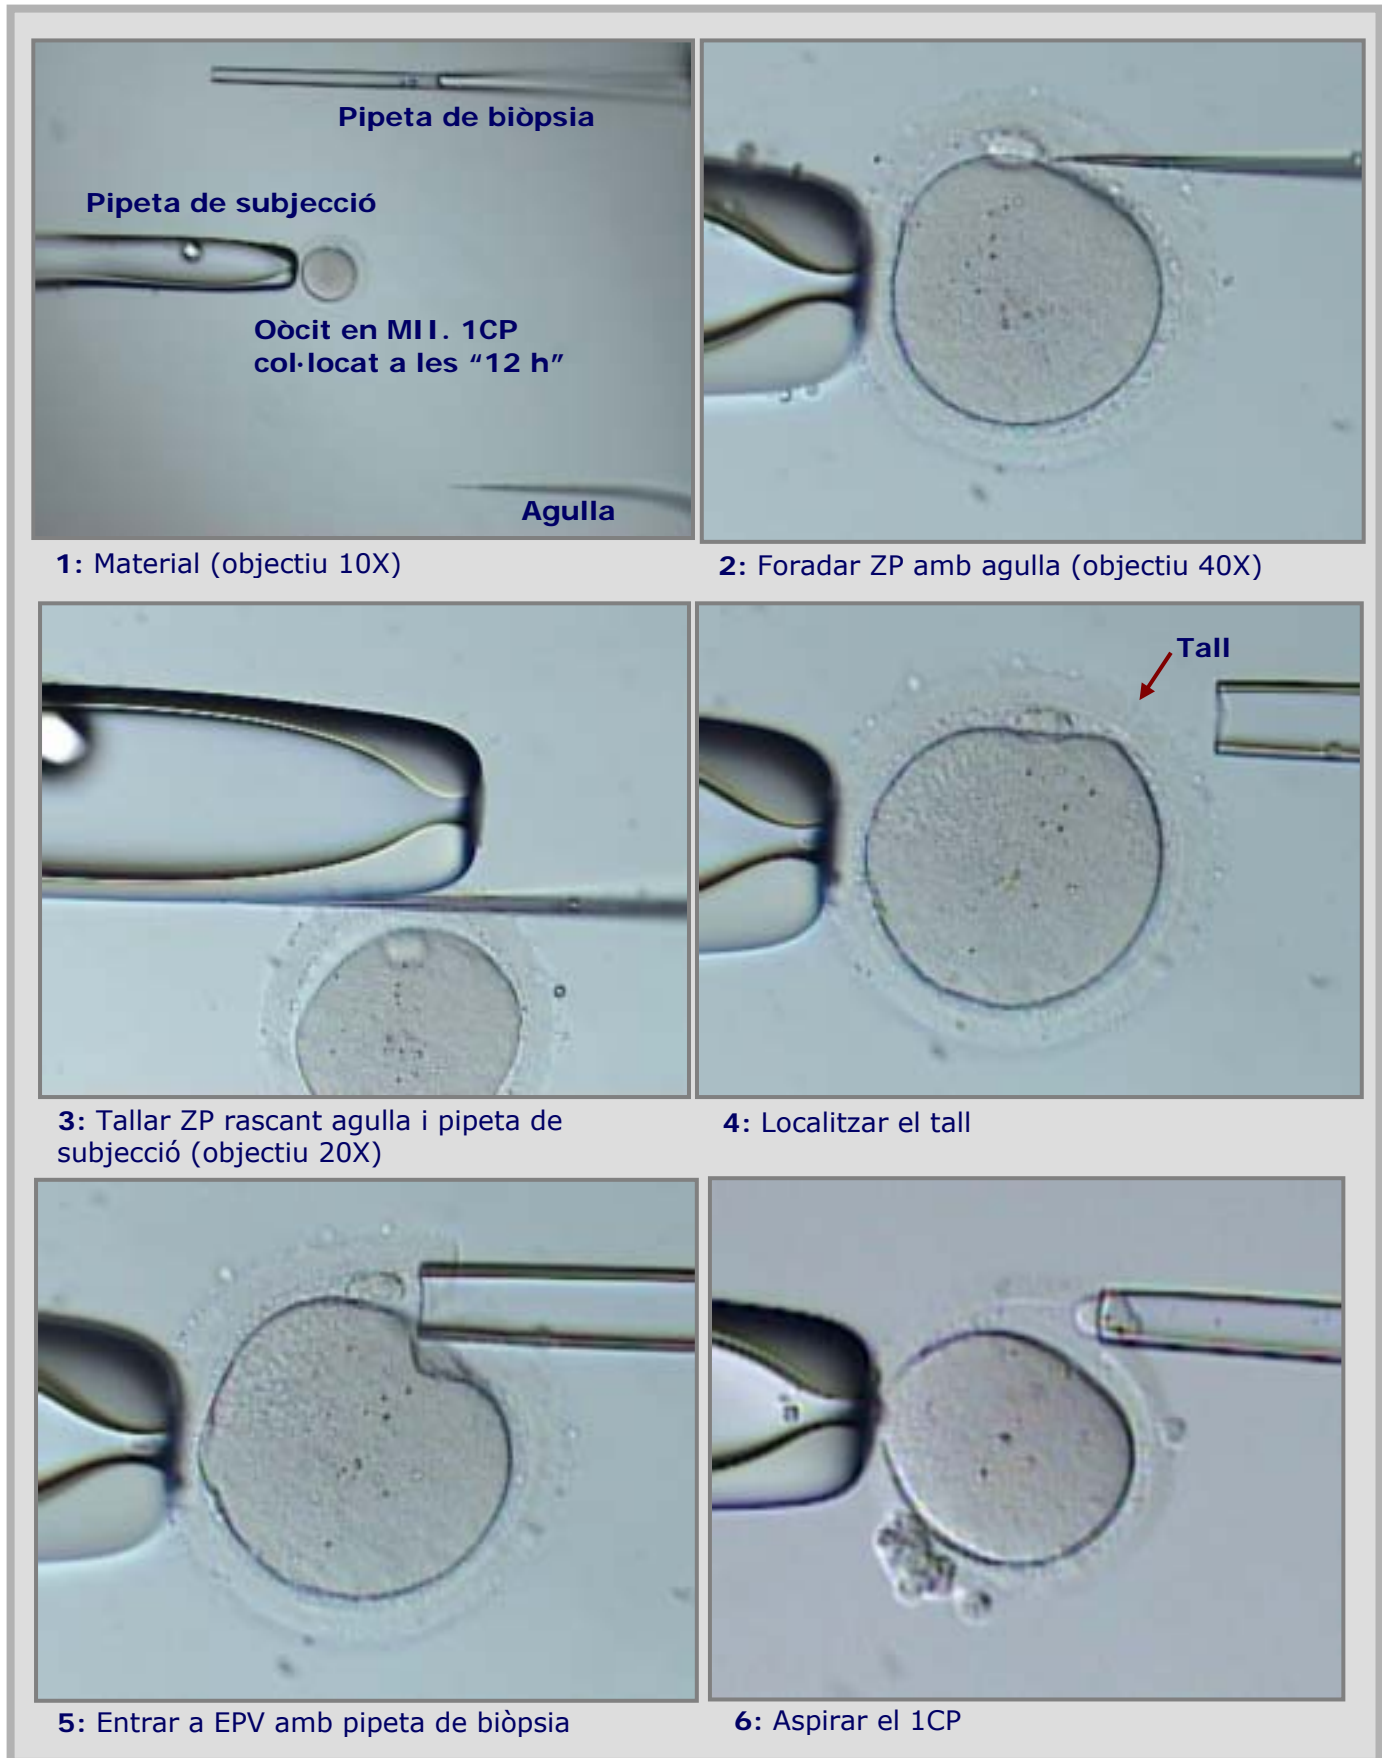 Pipeta de biòpsia
Pipeta de subjecció
Oòcit en MII. 1CP
col·locat a les “12 h”
Agulla
1: Material (objectiu 10X)
2: Foradar ZP amb agulla (objectiu 40X)
3: Tallar ZP rascant agulla i pipeta de
subjecció (objectiu 20X)
Tall
4: Localitzar el tall
5: Entrar a EPV amb pipeta de biòpsia
6: Aspirar el 1CP